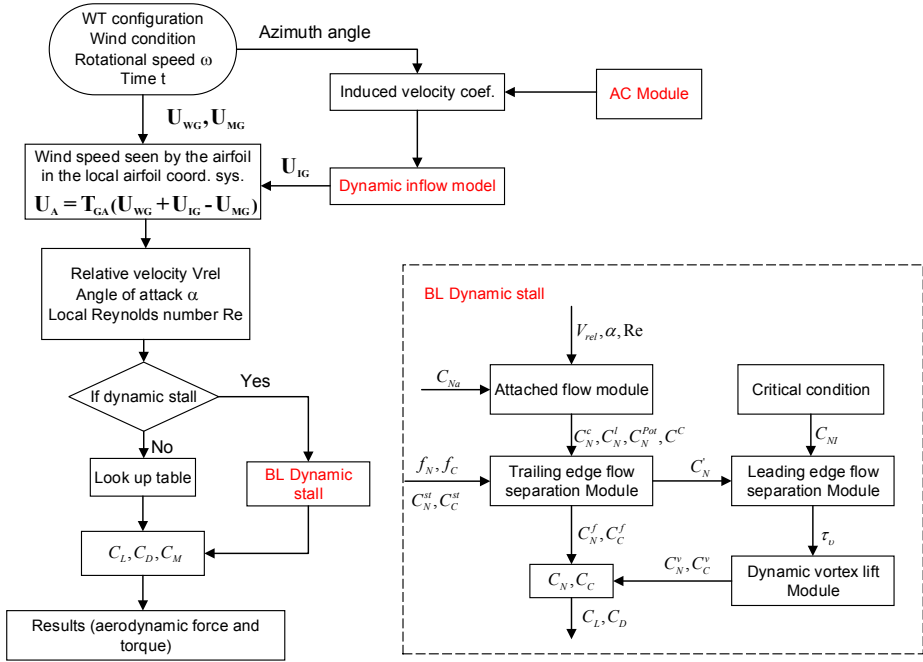 WT configuration
Wind condition
Rotational speed ω
Time t
Azimuth angle
Induced velocity coef.
AC Module
U_WG, U_MG
Wind speed seen by the airfoil
in the local airfoil coord. sys.
U_A = T_GA(U_WG + U_IG - U_MG)
U_IG
Dynamic inflow model
Relative velocity Vrel
Angle of attack α
Local Reynolds number Re
If dynamic stall
Yes
No
Look up table
BL Dynamic
stall
C_L, C_D, C_M
Results (aerodynamic force and
torque)
BL Dynamic stall
V_rel, α, Re
C_Na
Attached flow module
Critical condition
C_N^c, C_N^I, C_N^Pot, C^C
C_NI
f_N, f_C
C_N^st, C_C^st
Trailing edge flow
separation Module
C_N^'
Leading edge flow
separation Module
C_N^f, C_C^f
τ_υ
C_N, C_C
C_N^v, C_C^v
Dynamic vortex lift
Module
C_L, C_D